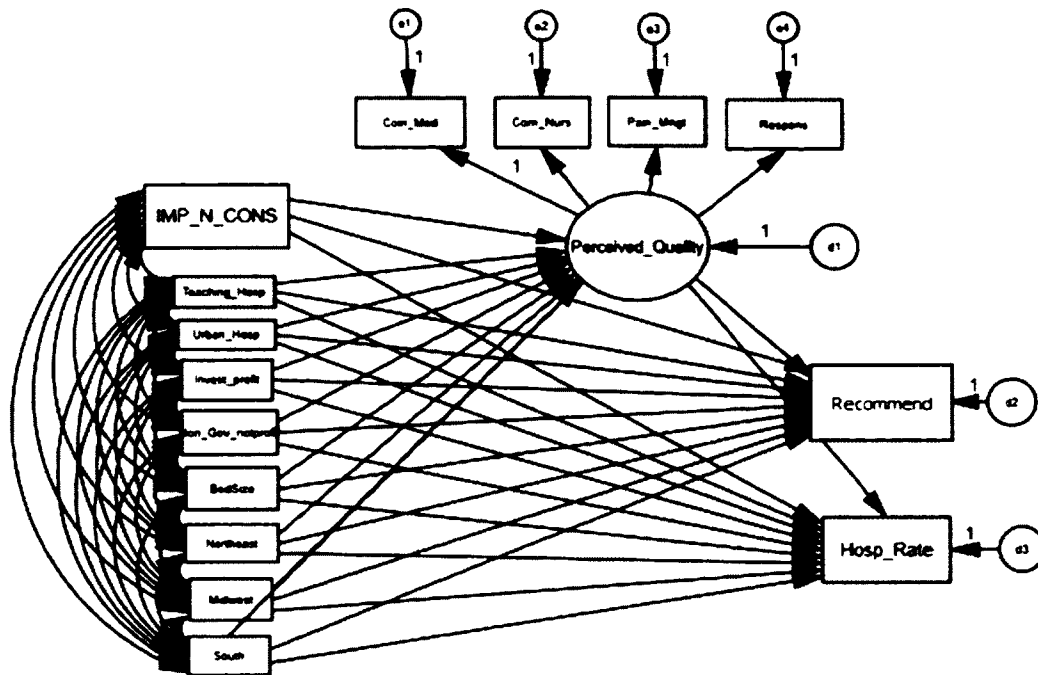 e1
e2
e3
e4
1
1
1
1
Com_Med
Com_Nurs
Pain_Mngt
Respons
1
IMP_N_CONS
Perceived_Quality
1
d1
Teaching_Hosp
Urban_Hosp
Invest_profit
Recommend
1
d2
BedSize
Northeast
Hosp_Rate
1
d3
Midwest
South